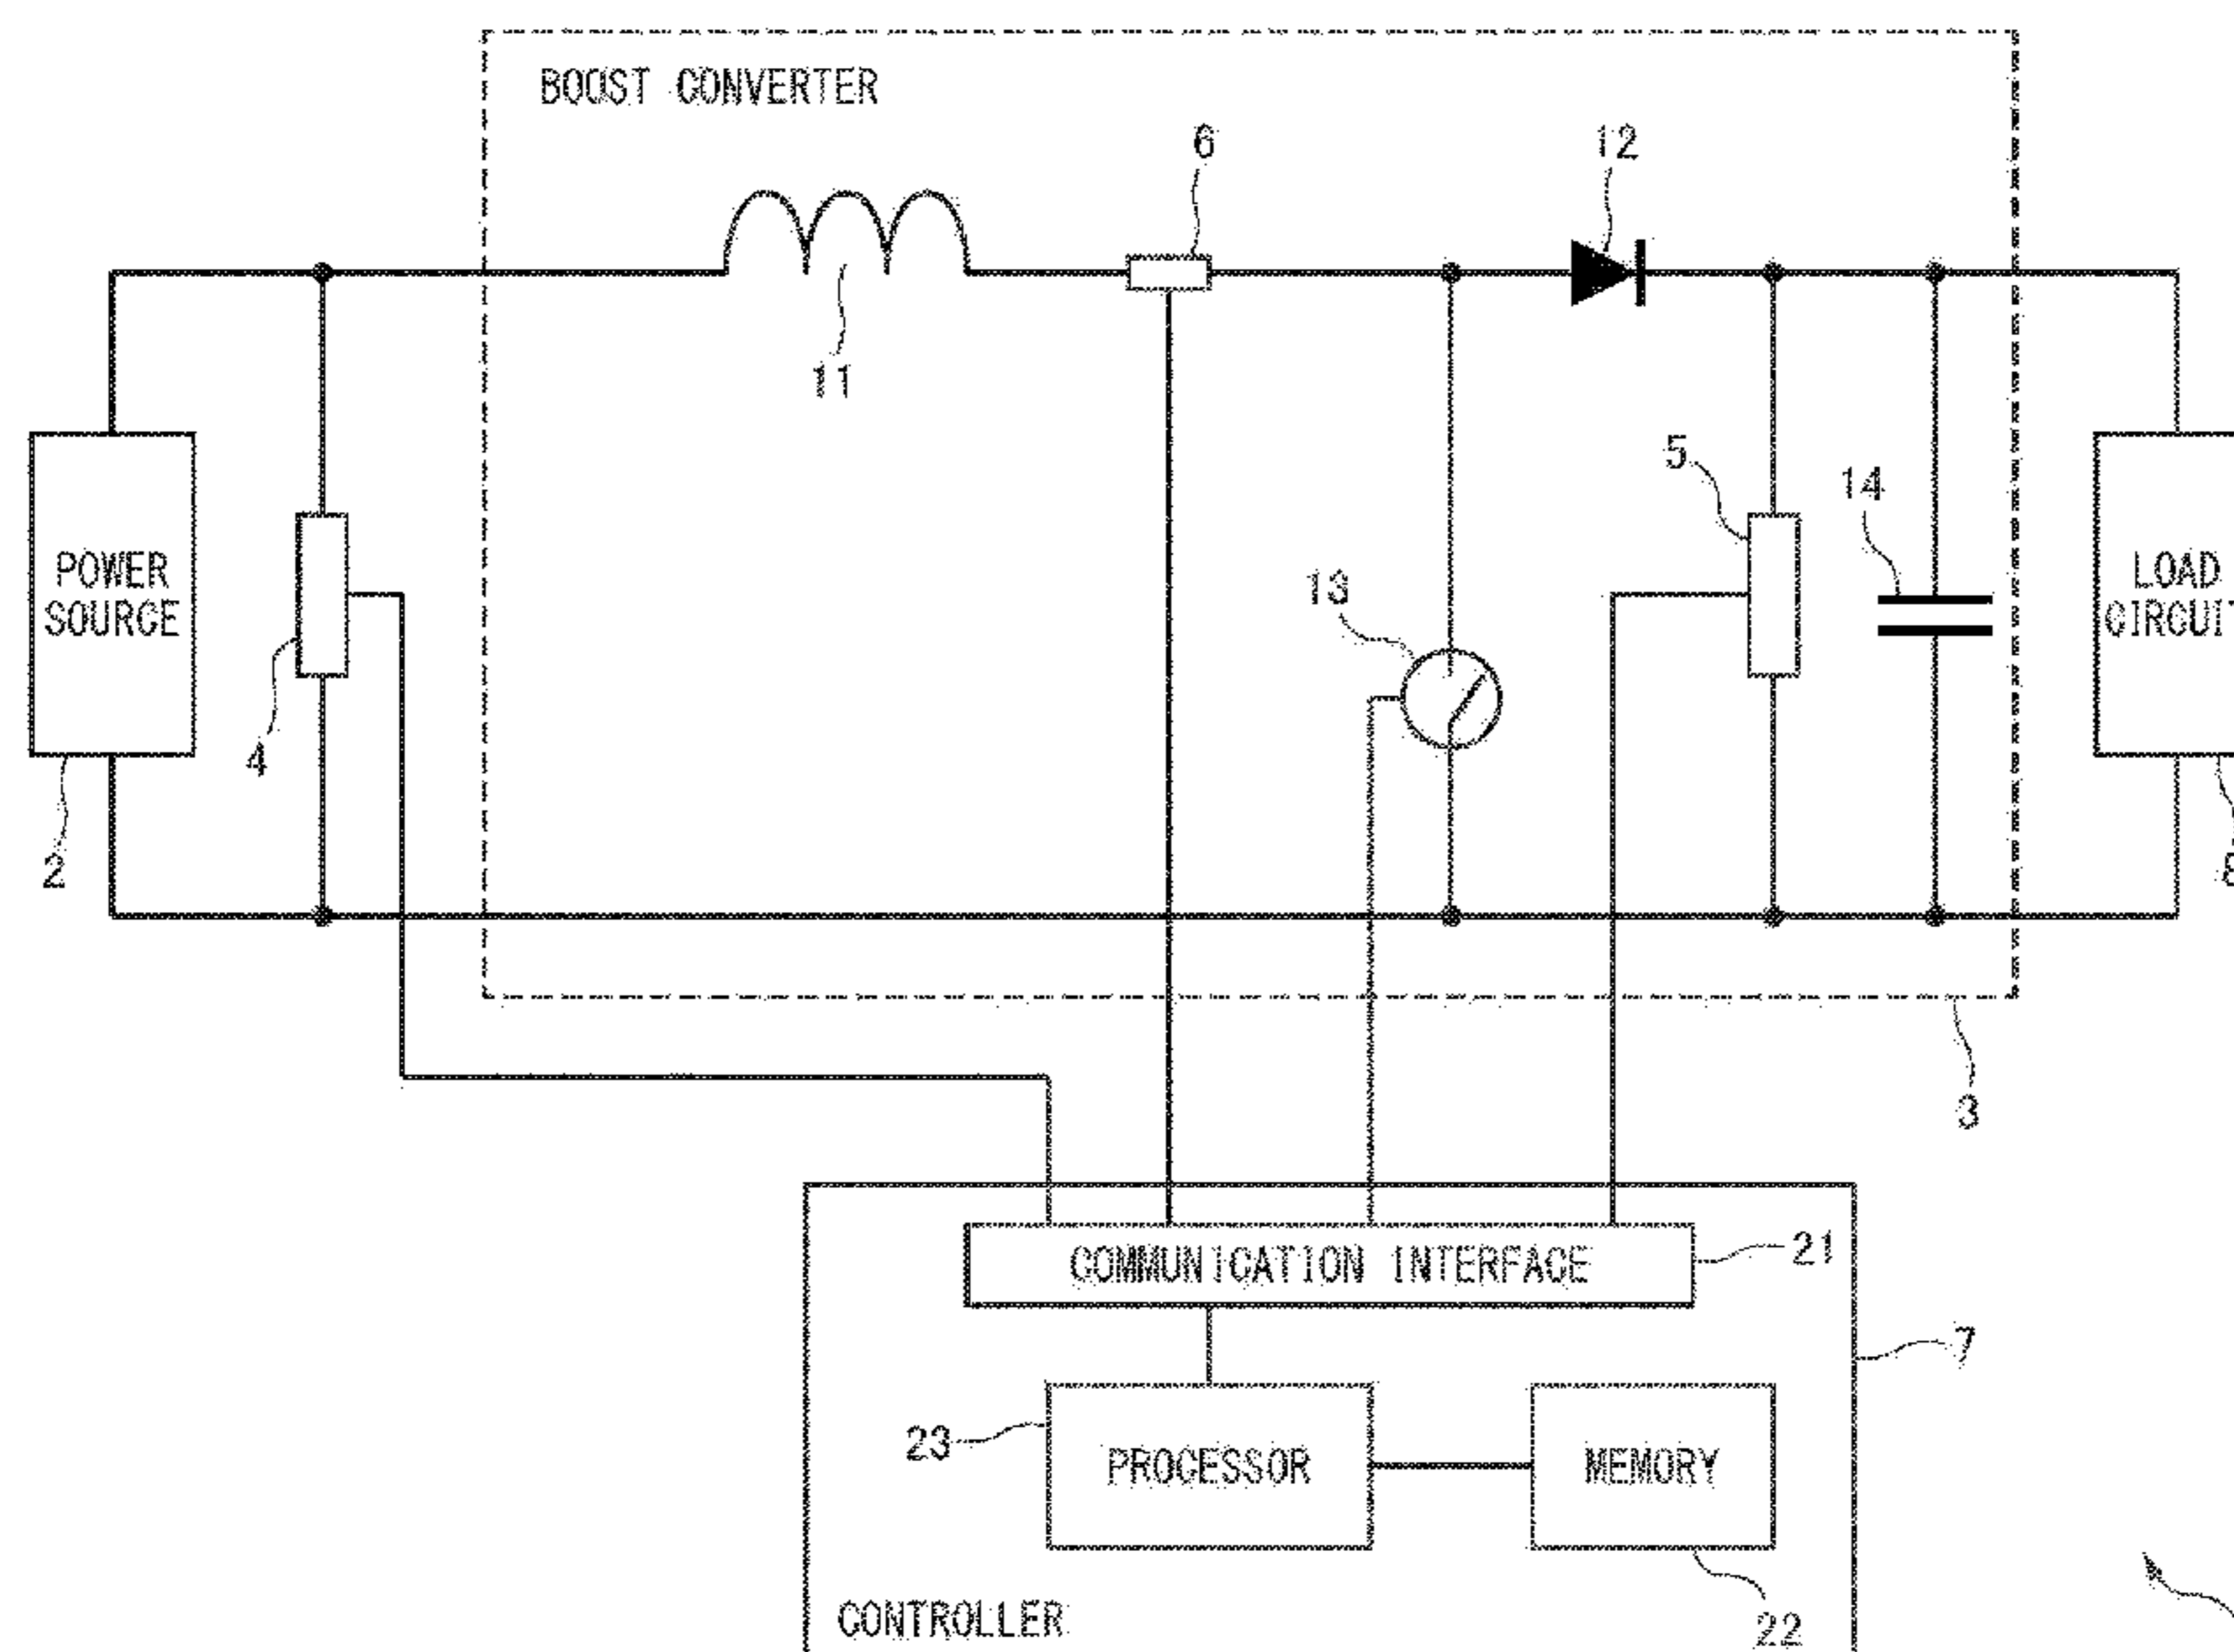 BOOST CONVERTER
6
12
11
5
14
13
POWER
SOURCE
LOAD
4
2
3
COMMUNICATION INTERFACE
21
7
23
PROCESSOR
MEMORY
CONTROLLER
22